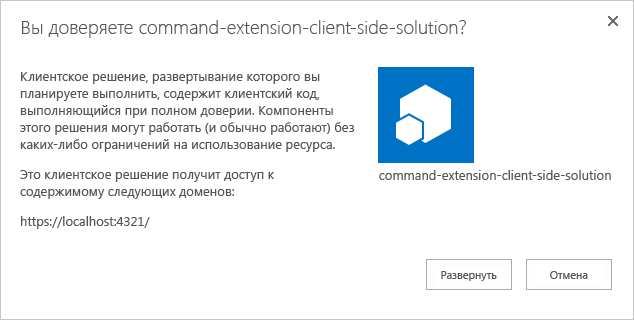 Вы доверяете command-extension-client-side-solution?
Клиентское решение, развертывание которого вы
планируете выполнить, содержит клиентский код,
выполняющийся при полном доверии. Компоненты
этого решения могут работать (и обычно работают) без
каких-либо ограничений на использование ресурса.
Это клиентское решение получит доступ к
содержимому следующих доменов:
https://localhost:4321/
command-extension-client-side-solution
Развернуть
Отмена